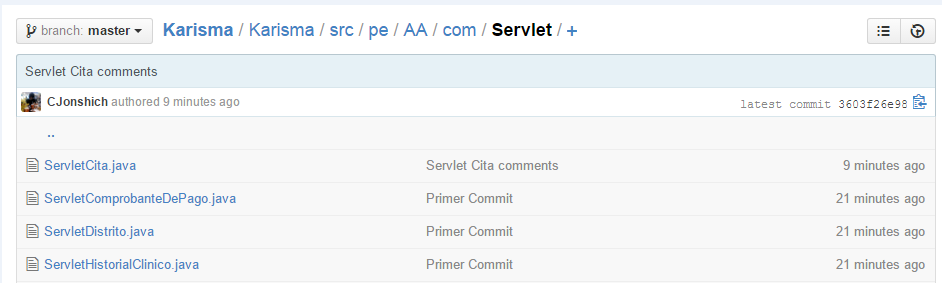 branch: master Karisma / Karisma / src / pe / AA / com / Servlet / +
Servlet Cita comments
CJonshich authored 9 minutes ago latest commit 3603f26e98
..
ServletCita.java Servlet Cita comments 9 minutes ago
ServletComprobanteDePago.java Primer Commit 21 minutes ago
ServletDistrito.java Primer Commit 21 minutes ago
ServletHistorialClinico.java Primer Commit 21 minutes ago